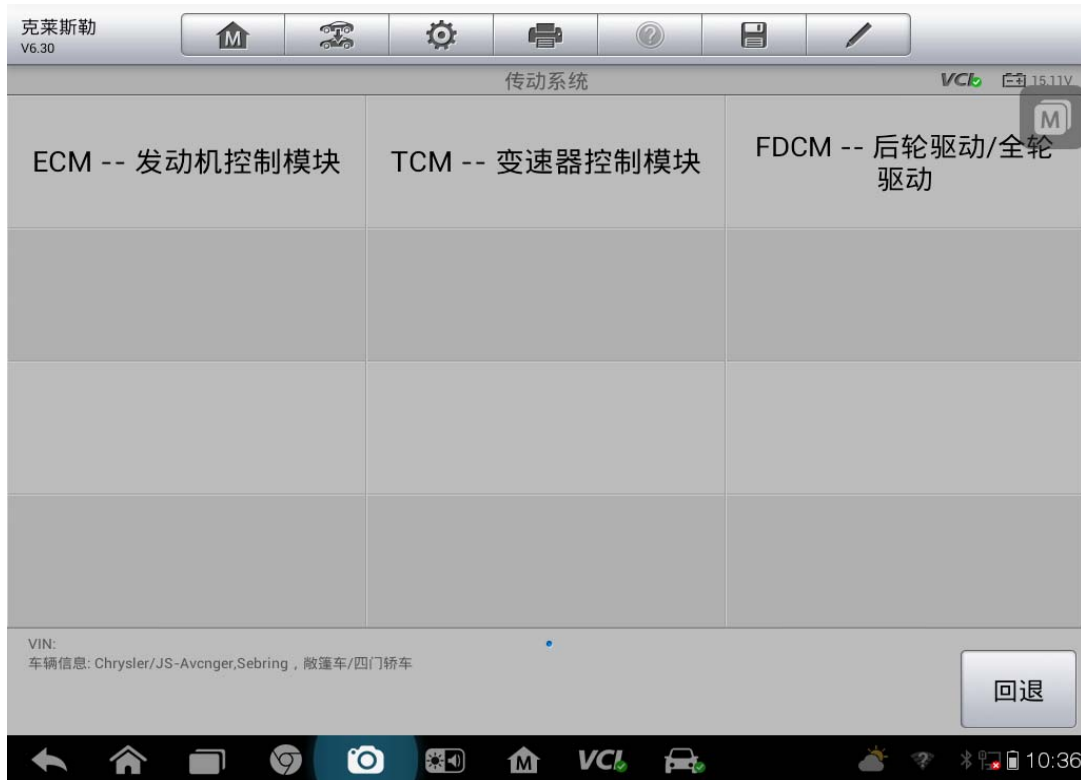 克莱斯勒
V6.30
M
传动系统
VCI 15.11V
M
ECM -- 发动机控制模块
TCM -- 变速器控制模块
FDCM -- 后轮驱动/全轮
驱动
VIN:
车辆信息: Chrysler/JS-Avcnger,Sebring , 敞篷车/四门轿车
回退
M
VCI
10:36